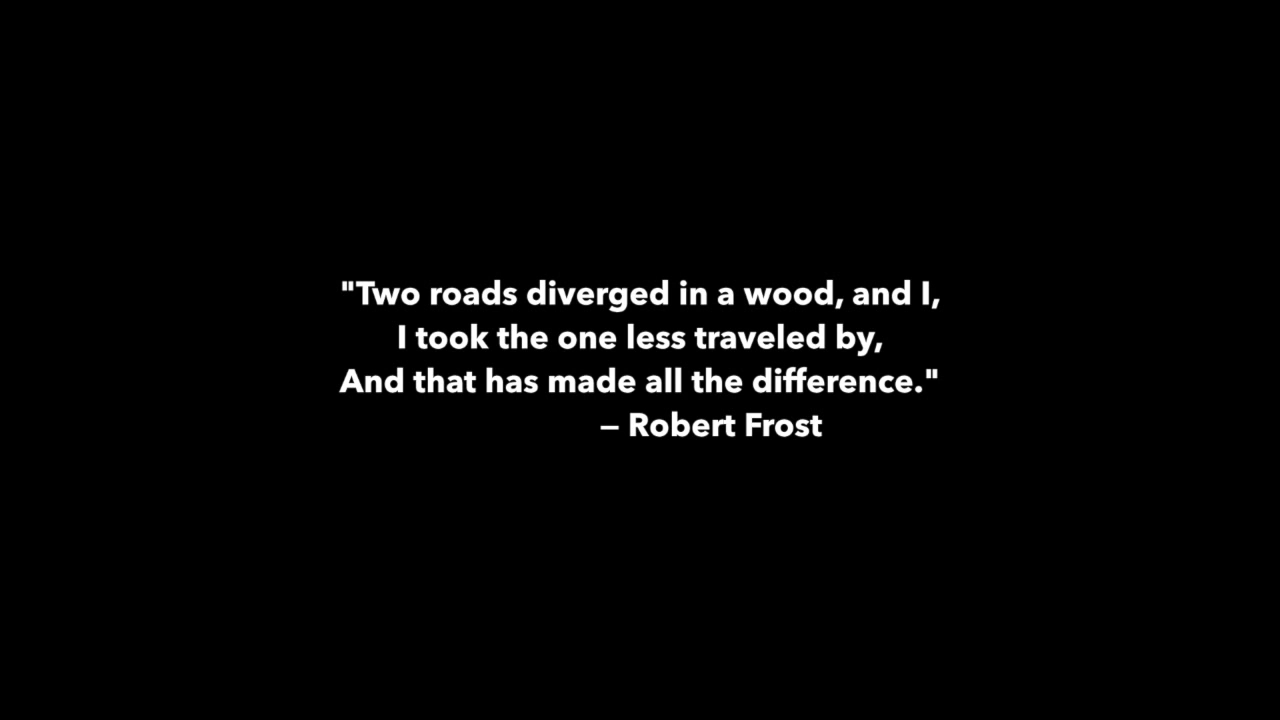 "Two roads diverged in a wood, and I,
I took the one less traveled by,
And that has made all the difference."
– Robert Frost